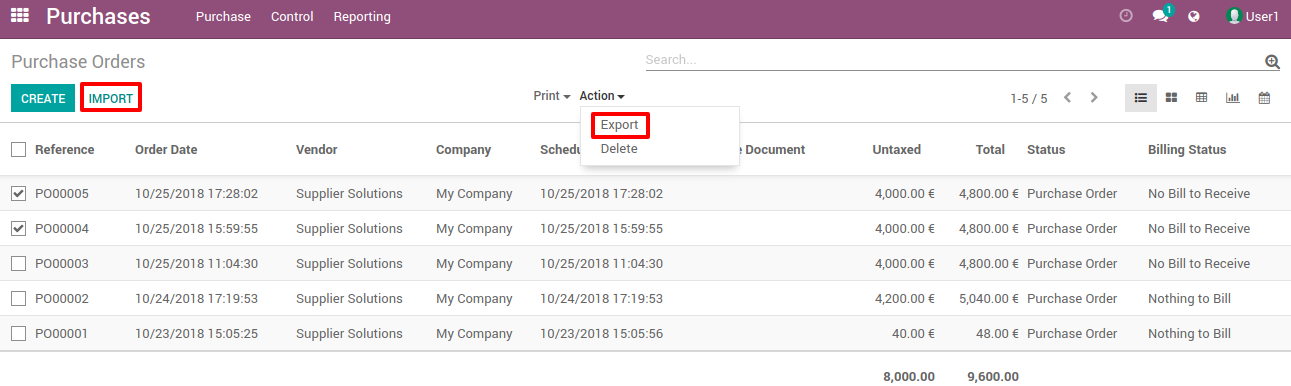 Purchases Purchase Control Reporting 1 User1
Purchase Orders Search...
CREATE IMPORT Print Action 1-5 / 5
Export
Delete
Reference Order Date Vendor Company Schedu e Document Untaxed Total Status Billing Status
PO00005 10/25/2018 17:28:02 Supplier Solutions My Company 10/25/2018 17:28:02 4,000.00 € 4,800.00 € Purchase Order No Bill to Receive
PO00004 10/25/2018 15:59:55 Supplier Solutions My Company 10/25/2018 15:59:55 4,000.00 € 4,800.00 € Purchase Order No Bill to Receive
PO00003 10/25/2018 11:04:30 Supplier Solutions My Company 10/25/2018 11:04:30 4,000.00 € 4,800.00 € Purchase Order No Bill to Receive
PO00002 10/24/2018 17:19:53 Supplier Solutions My Company 10/24/2018 17:19:53 4,200.00 € 5,040.00 € Purchase Order Nothing to Bill
PO00001 10/23/2018 15:05:25 Supplier Solutions My Company 10/23/2018 15:05:56 40.00 € 48.00 € Purchase Order Nothing to Bill
8,000.00 9,600.00